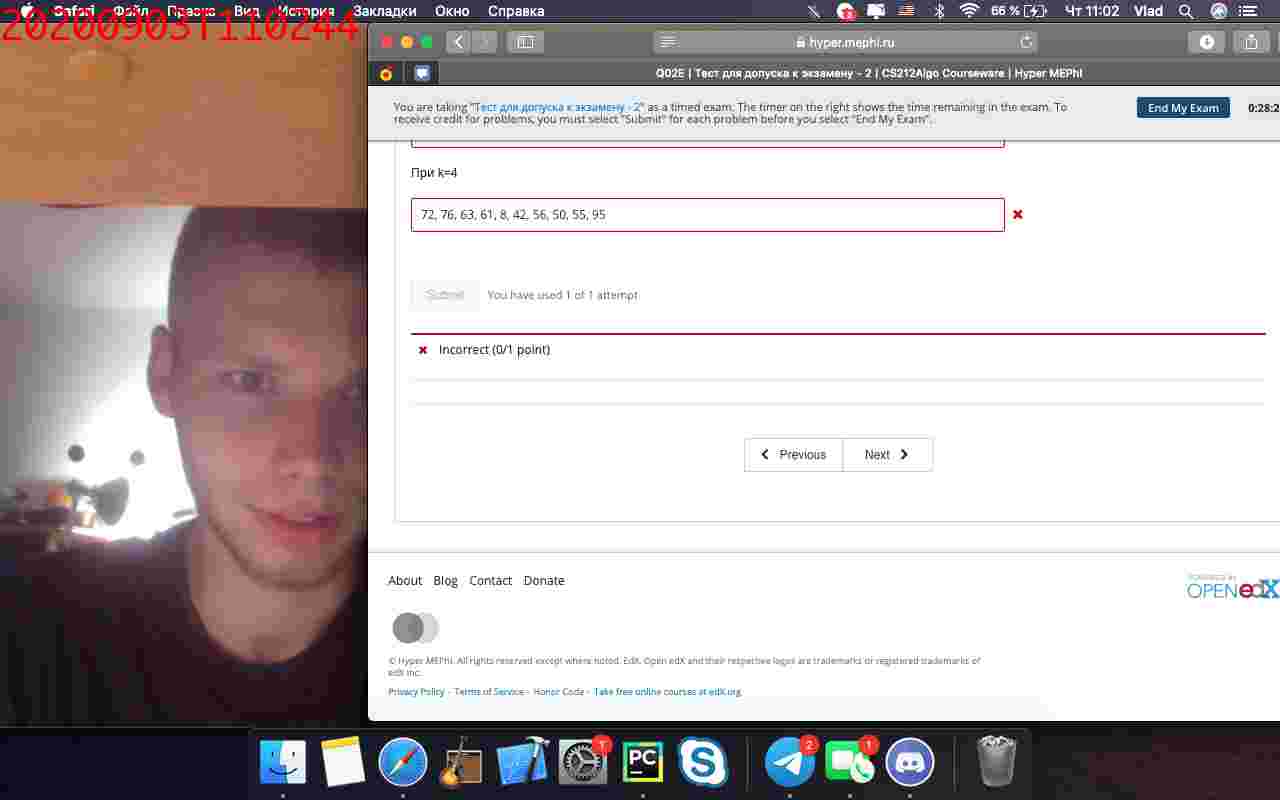 20200903T110244
Safari Файл Правка Вид История Закладки Окно Справка
2
66 %
Чт 11:02 Vlad
hyper.mephi.ru
Q02E | Тест для допуска к экзамену - 2 | CS212Algo Courseware | Hyper MEPhI
You are taking "Тест для допуска к экзамену - 2" as a timed exam. The timer on the right shows the time remaining in the exam. To
receive credit for problems, you must select "Submit" for each problem before you select "End My Exam".
End My Exam
0:28:2
При k=4
72, 76, 63, 61, 8, 42, 56, 50, 55, 95
Submit
You have used 1 of 1 attempt
Incorrect (0/1 point)
Previous
Next
About Blog Contact Donate
POWERED BY
OPEN edX
© Hyper MEPhI. All rights reserved except where noted. EdX, Open edX and their respective logos are trademarks or registered trademarks of
edX Inc.
Privacy Policy - Terms of Service - Honor Code - Take free online courses at edX.org
1
PC
S
2
1